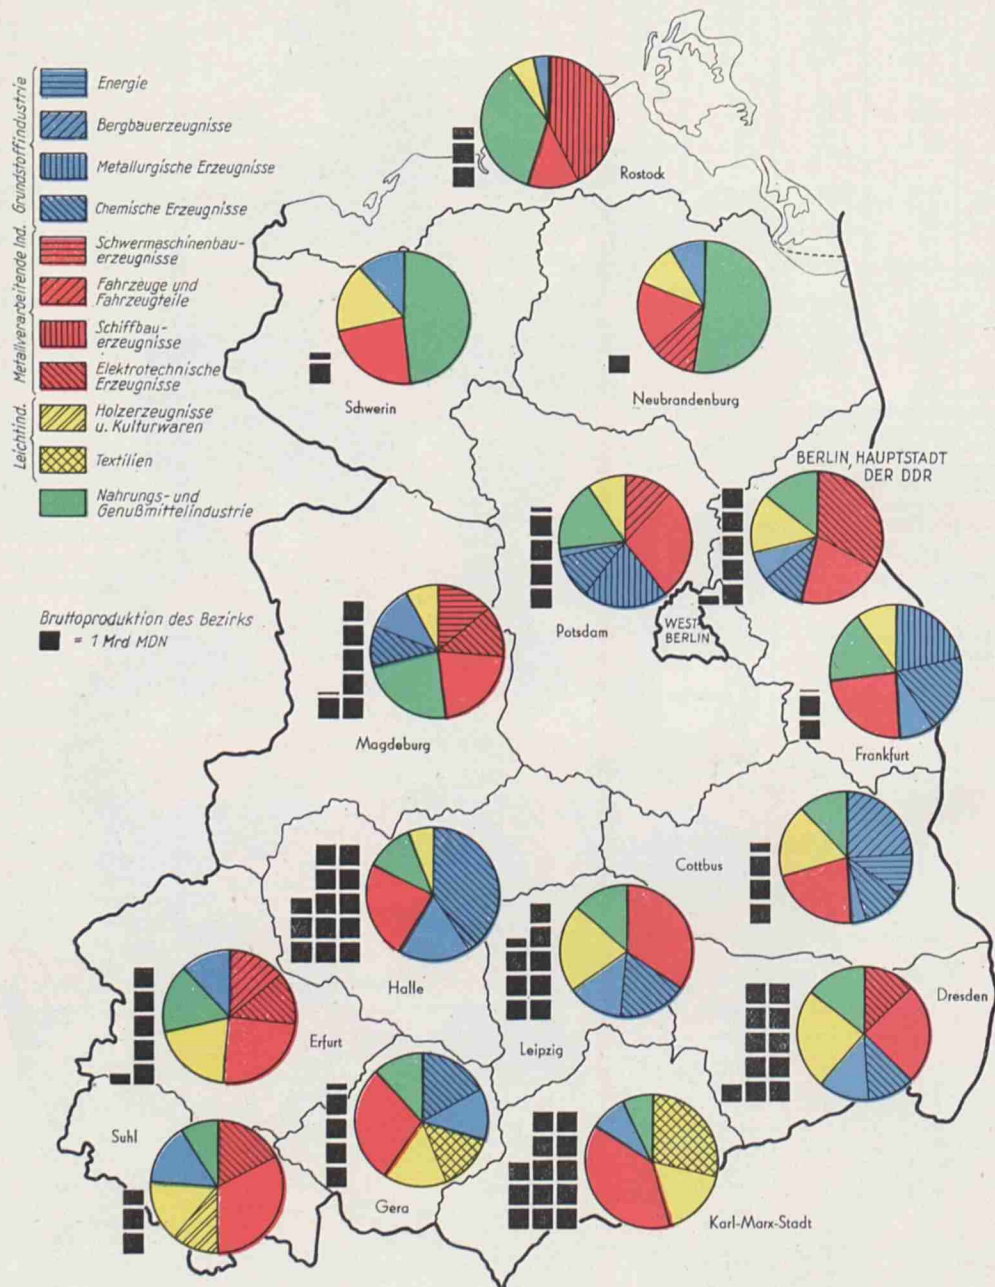 Grundstoffindustrie
Energie
Bergbauerzeugnisse
Metallurgische Erzeugnisse
Chemische Erzeugnisse
Metallverarbeitende Ind.
Schwermaschinenbau-
erzeugnisse
Fahrzeuge und
Fahrzeugteile
Schiffbau-
erzeugnisse
Elektrotechnische
Erzeugnisse
Leichtind.
Holzerzeugnisse
u. Kulturwaren
Textilien
Nahrungs- und
Genußmittelindustrie
Bruttoproduktion des Bezirks
= 1 Mrd MDN
Rostock
Schwerin
Neubrandenburg
BERLIN, HAUPTSTADT
DER DDR
Potsdam
WEST-
BERLIN
Magdeburg
Frankfurt
Cottbus
Halle
Leipzig
Dresden
Erfurt
Suhl
Gera
Karl-Marx-Stadt